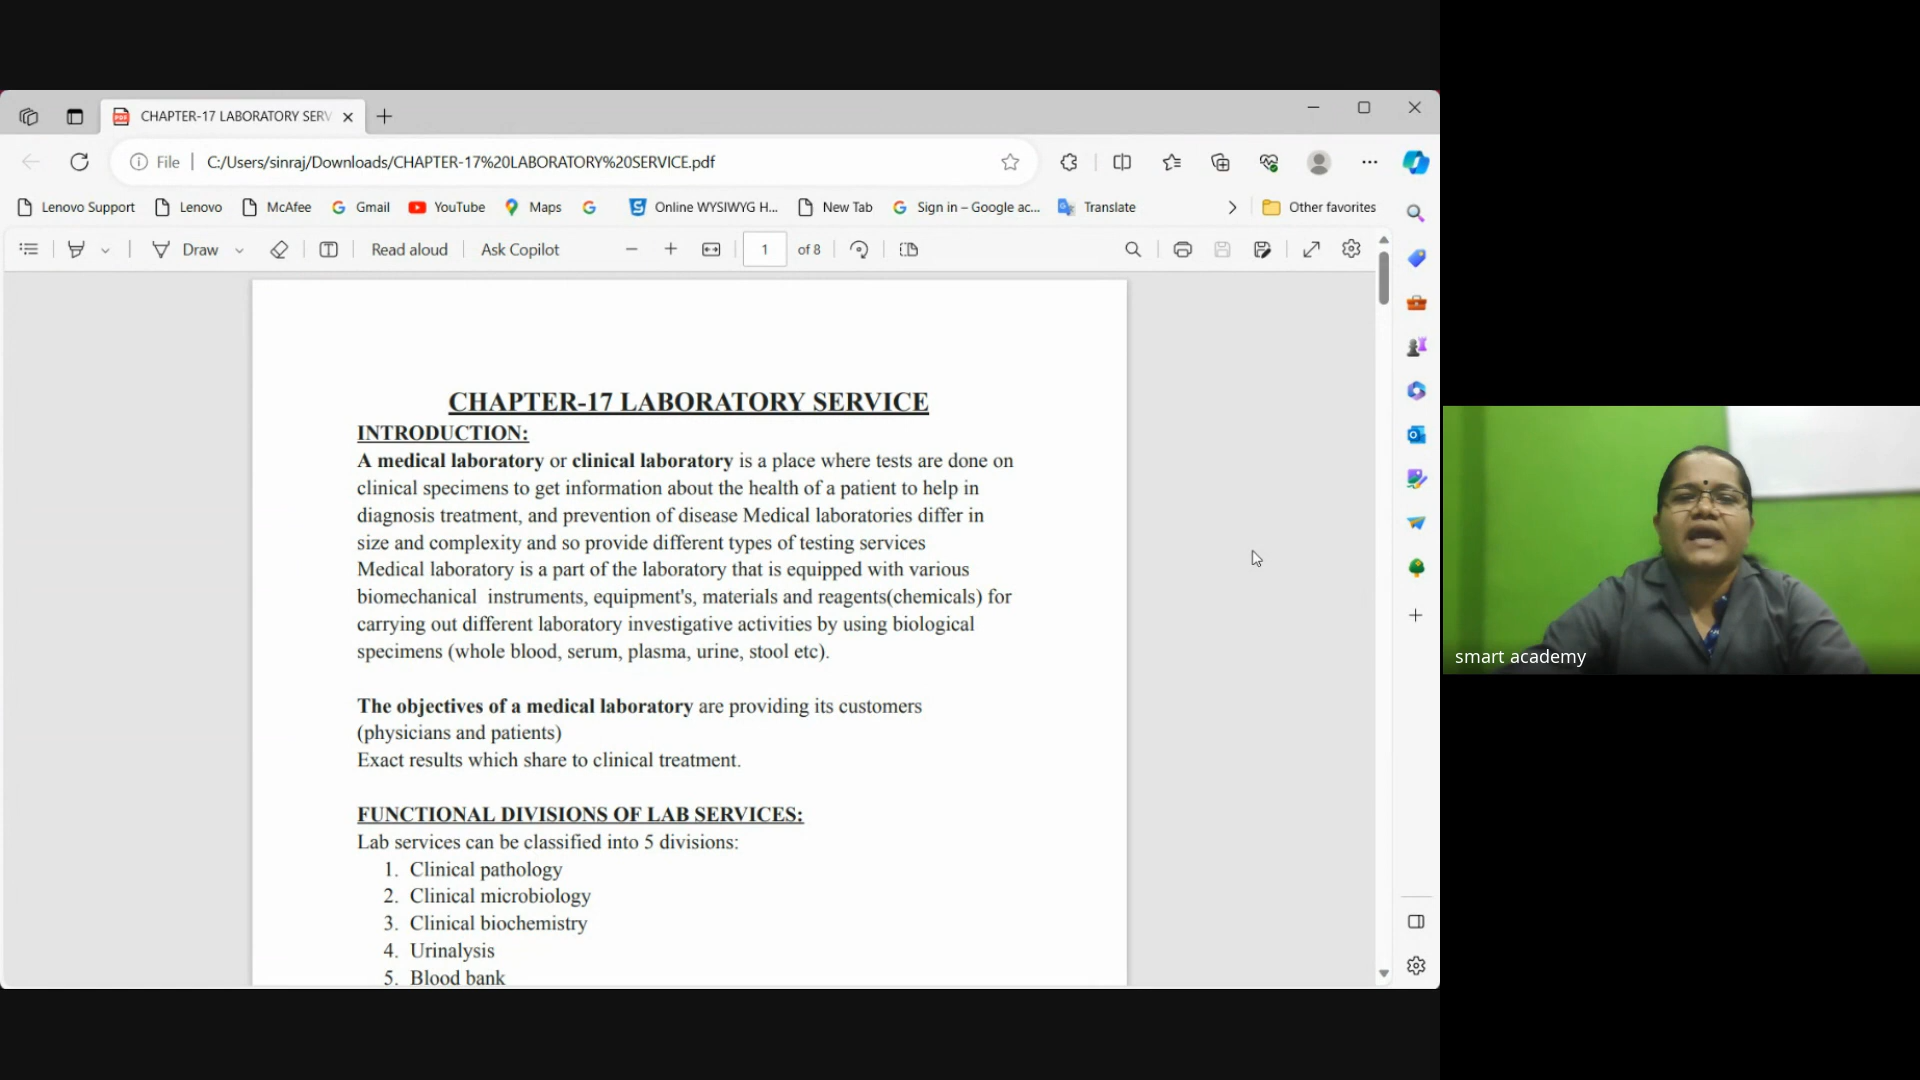 CHAPTER-17 LABORATORY SERV
File
C:/Users/sinraj/Downloads/CHAPTER-17%20LABORATORY%20SERVICE.pdf
Lenovo Support
Lenovo
McAfee
Gmail
YouTube
Maps
Online WYSIWYG H...
New Tab
Sign in – Google ac...
Translate
Other favorites
Draw
Read aloud
Ask Copilot
1
of 8
CHAPTER-17 LABORATORY SERVICE
INTRODUCTION:
A medical laboratory or clinical laboratory is a place where tests are done on
clinical specimens to get information about the health of a patient to help in
diagnosis treatment, and prevention of disease Medical laboratories differ in
size and complexity and so provide different types of testing services
Medical laboratory is a part of the laboratory that is equipped with various
biomechanical  instruments, equipment's, materials and reagents(chemicals) for
carrying out different laboratory investigative activities by using biological
specimens (whole blood, serum, plasma, urine, stool etc).
The objectives of a medical laboratory are providing its customers
(physicians and patients)
Exact results which share to clinical treatment.
FUNCTIONAL DIVISIONS OF LAB SERVICES:
Lab services can be classified into 5 divisions:
1. Clinical pathology
2. Clinical microbiology
3. Clinical biochemistry
4. Urinalysis
5. Blood bank
smart academy